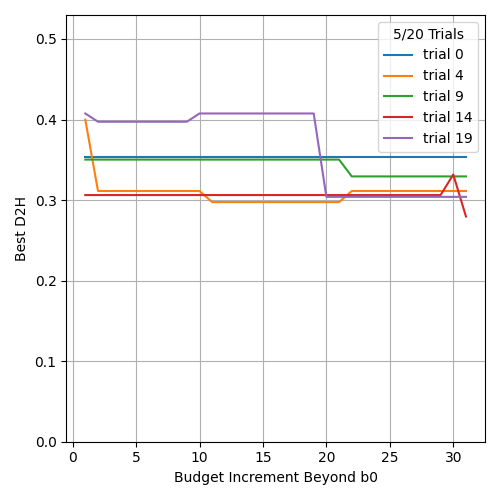 5/20 Trials
trial 0
trial 4
trial 9
trial 14
trial 19
Best D2H
0.5
0.4
0.3
0.2
0.1
0.0
0 5 10 15 20 25 30
Budget Increment Beyond b0